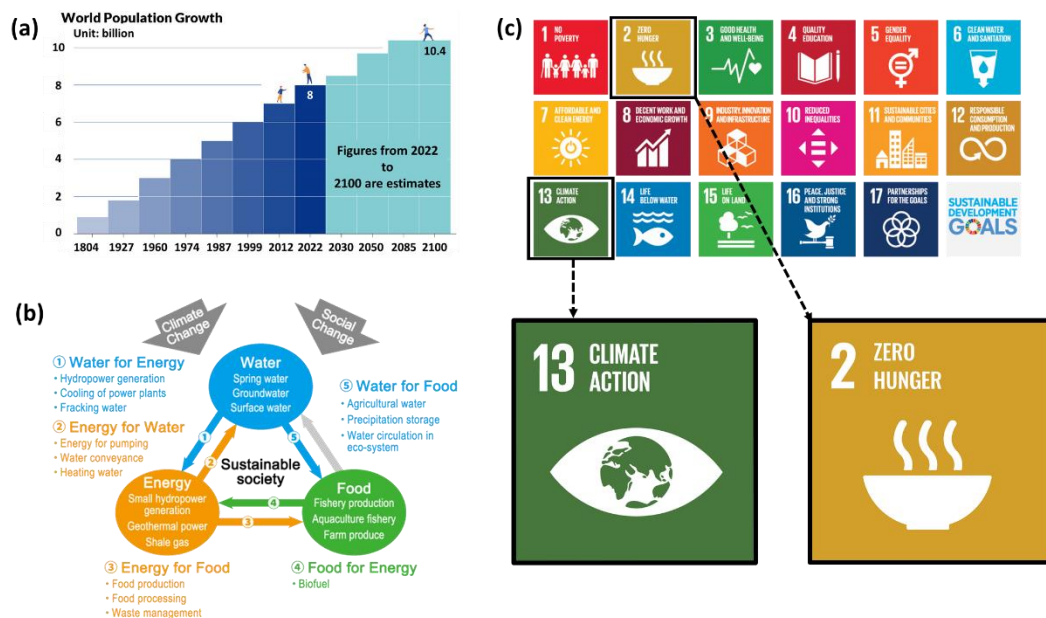 (a)
World Population Growth
Unit: billion
10
8
6
4
2
0
8
10.4
Figures from 2022
to
2100 are estimates
1804 1927 1960 1974 1987 1999 2012 2022 2030 2050 2085 2100
(b)
Climate
Change
Social
Change
① Water for Energy
• Hydropower generation
• Cooling of power plants
• Fracking water
② Energy for Water
• Energy for pumping
• Water conveyance
• Heating water
Water
Spring water
Groundwater
Surface water
⑤ Water for Food
• Agricultural water
• Precipitation storage
• Water circulation in
eco-system
①
②
⑤
Sustainable
society
④
③
Energy
Small hydropower
generation
Geothermal power
Shale gas
Food
Fishery production
Aquaculture fishery
Farm produce
③ Energy for Food
• Food production
• Food processing
• Waste management
④ Food for Energy
• Biofuel
(c)
1 NO
POVERTY
2 ZERO
HUNGER
3 GOOD HEALTH
AND WELL-BEING
4 QUALITY
EDUCATION
5 GENDER
EQUALITY
6 CLEAN WATER
AND SANITATION
7 AFFORDABLE AND
CLEAN ENERGY
8 DECENT WORK AND
ECONOMIC GROWTH
9 INDUSTRY, INNOVATION
AND INFRASTRUCTURE
10 REDUCED
INEQUALITIES
11 SUSTAINABLE CITIES
AND COMMUNITIES
12 RESPONSIBLE
CONSUMPTION
AND PRODUCTION
13 CLIMATE
ACTION
14 LIFE
BELOW WATER
15 LIFE
ON LAND
16 PEACE, JUSTICE
AND STRONG
INSTITUTIONS
17 PARTNERSHIPS
FOR THE GOALS
SUSTAINABLE
DEVELOPMENT
GOALS
13 CLIMATE
ACTION
2 ZERO
HUNGER